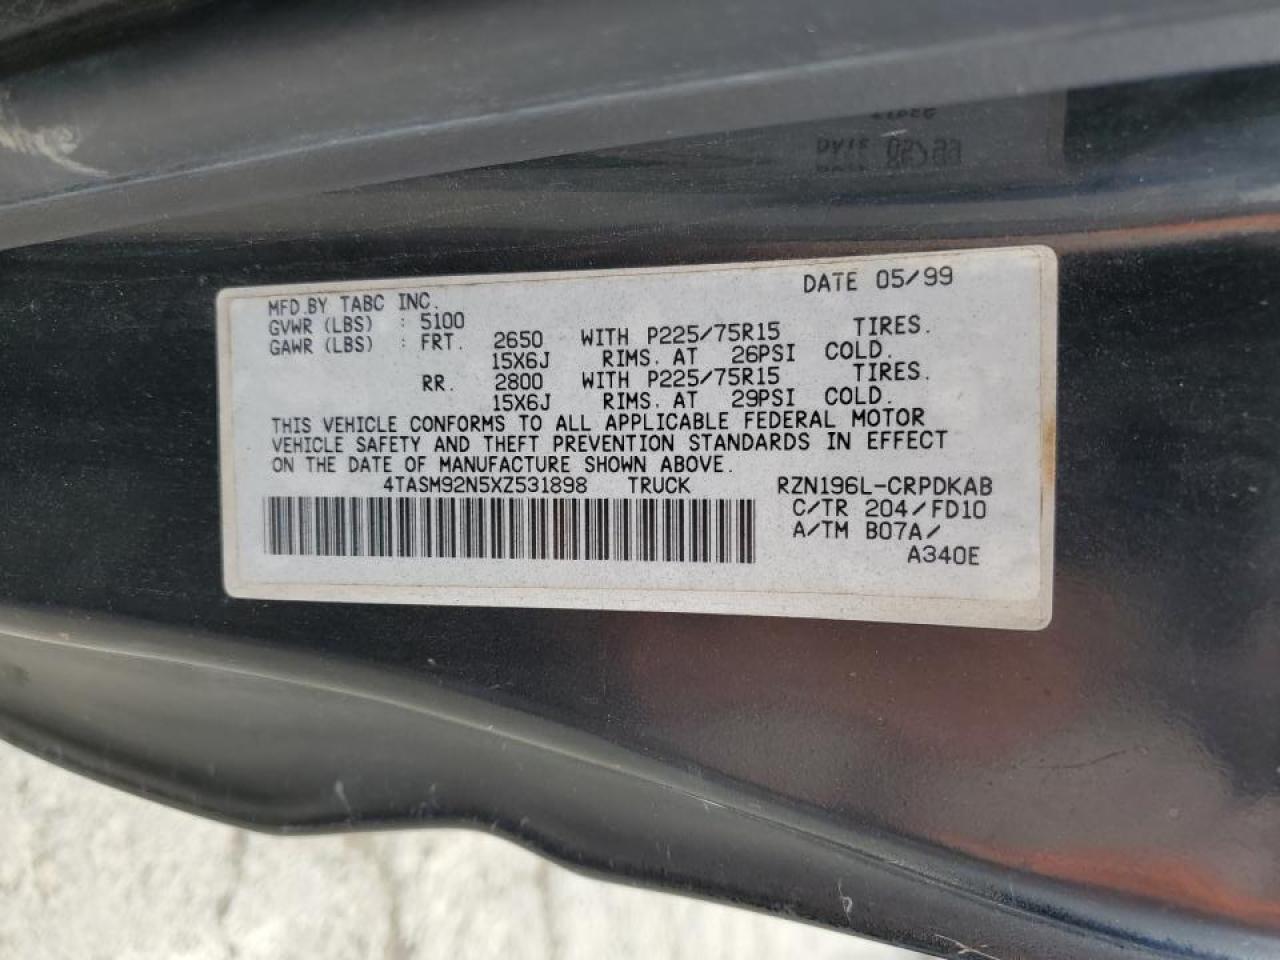 DATE 05/99
MFD.BY TABC INC.
GVWR (LBS) : 5100
GAWR (LBS) : FRT. 2650 WITH P225/75R15 TIRES.
15X6J RIMS. AT 26PSI COLD.
RR. 2800 WITH P225/75R15 TIRES.
15X6J RIMS. AT 29PSI COLD.
THIS VEHICLE CONFORMS TO ALL APPLICABLE FEDERAL MOTOR
VEHICLE SAFETY AND THEFT PREVENTION STANDARDS IN EFFECT
ON THE DATE OF MANUFACTURE SHOWN ABOVE.
4TASM92N5XZ531898 TRUCK RZN196L-CRPDKAB
C/TR 204/FD10
A/TM B07A/
A340E